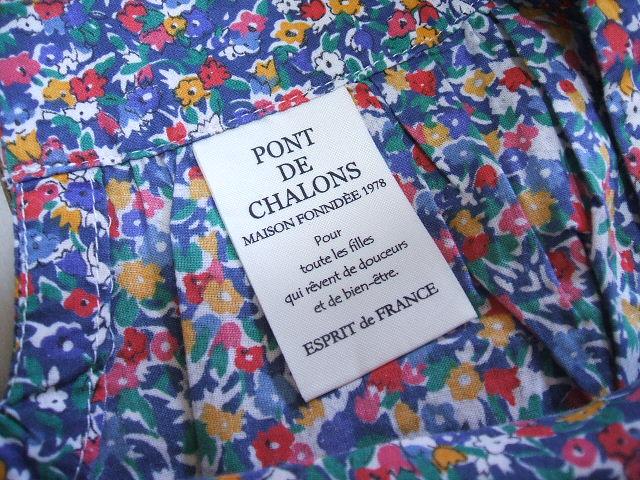 PONT
DE
CHALONS
MAISON FONNDÉE 1978
Pour
toute les filles
qui rêvent de douceurs
et de bien-être.
ESPRIT de FRANCE